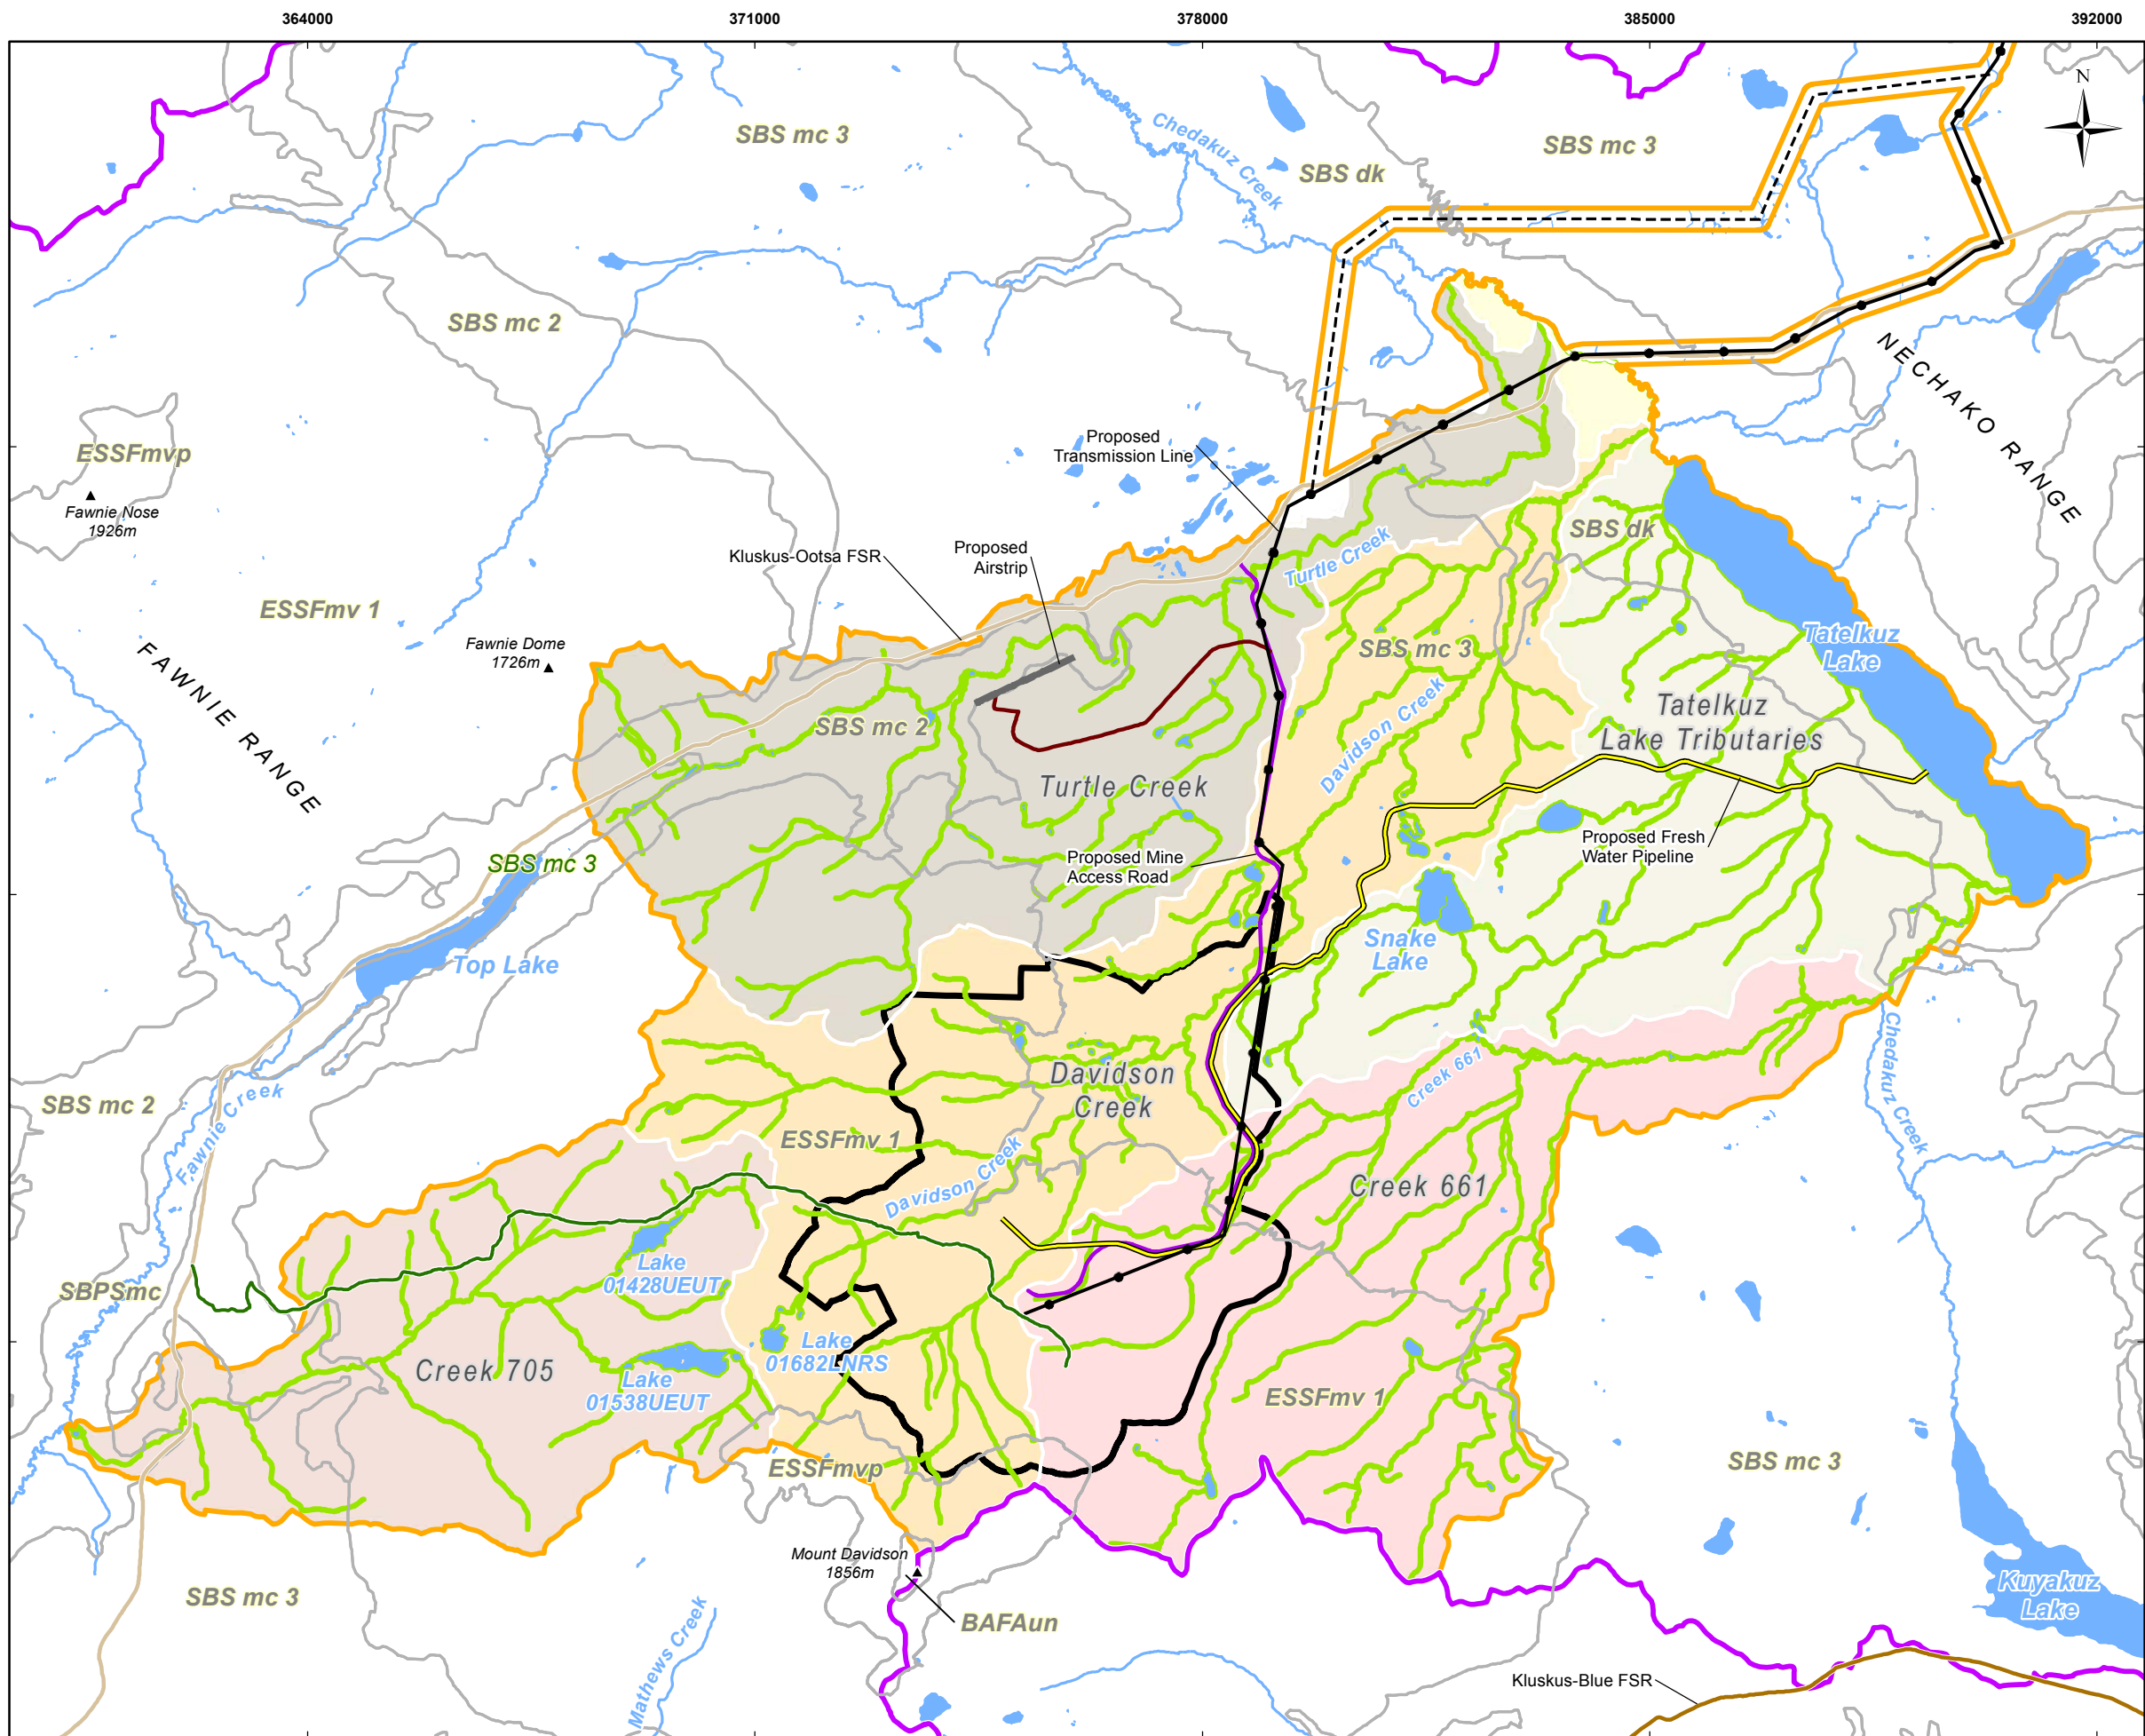 364000
371000
378000
385000
392000
N
Chedakuz Creek
SBS mc 3
SBS mc 3
SBS dk
SBS mc 2
NECHAKO RANGE
Proposed
Transmission Line
ESSFmvp
Fawnie Nose
1926m
SBS dk
Kluskus-Ootsa FSR
Proposed
Airstrip
Turtle Creek
ESSFmv 1
Fawnie Dome
1726m
SBS mc 3
Tatelkuz
Lake
FAWNIE RANGE
SBS mc 2
Davidson Creek
Tatelkuz
Lake Tributaries
Turtle Creek
Proposed Fresh
Water Pipeline
SBS mc 3
Proposed Mine
Access Road
Top Lake
Snake
Lake
Chedakuz Creek
Creek 661
Davidson
Creek
SBS mc 2
Fawnie Creek
ESSFmv 1
Davidson Creek
Creek 661
SBPSmc
Lake
01428UEUT
Lake
01682LNRS
Creek 705
Lake
01538UEUT
ESSFmv 1
ESSFmvp
SBS mc 3
Mount Davidson
1856m
SBS mc 3
BAFAun
Kuyakuz
Lake
Mathews Creek
Kluskus-Blue FSR